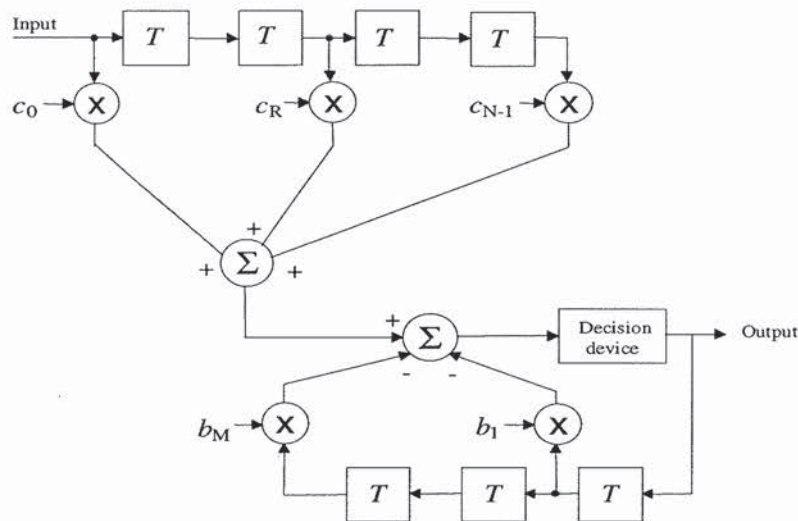 Input
T T T T
c0 X cR X cN-1 X
+
+ Σ +
+ Σ Decision device Output
- -
bM X b1 X
T T T